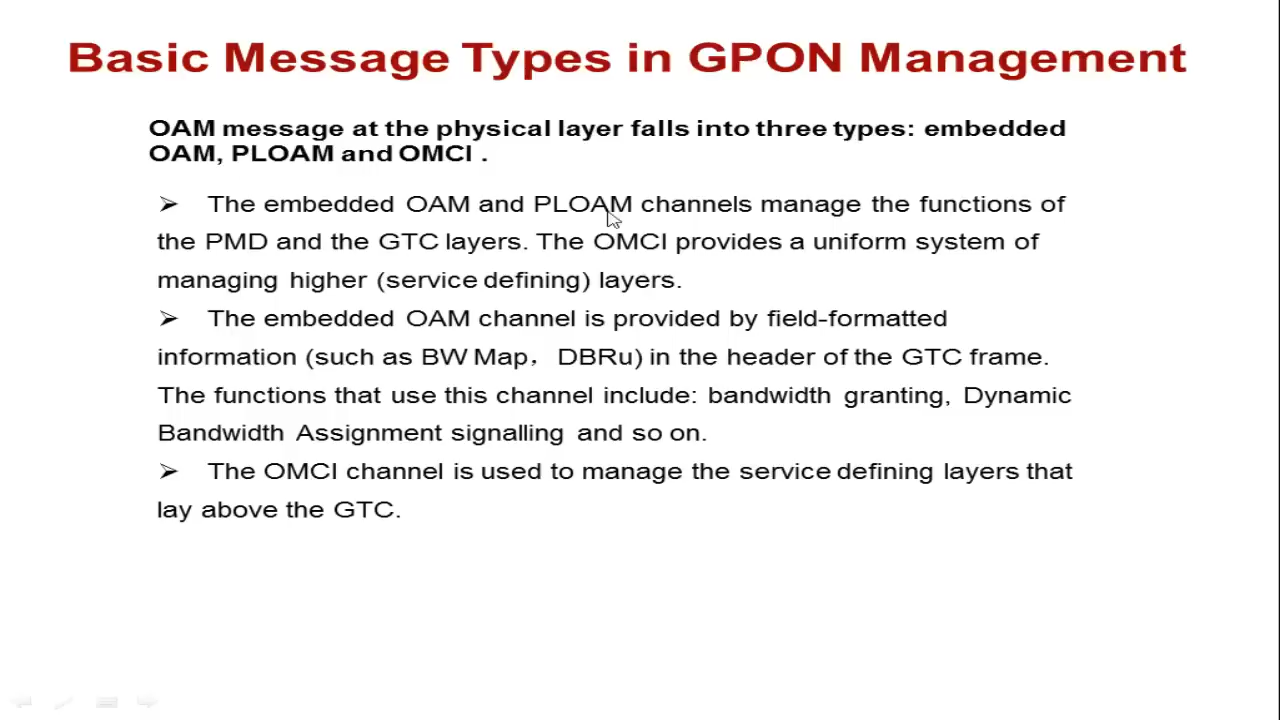 Basic Message Types in GPON Management
OAM message at the physical layer falls into three types: embedded
OAM, PLOAM and OMCI .
➢ The embedded OAM and PLOAM channels manage the functions of
the PMD and the GTC layers. The OMCI provides a uniform system of
managing higher (service defining) layers.
➢ The embedded OAM channel is provided by field-formatted
information (such as BW Map，DBRu) in the header of the GTC frame.
The functions that use this channel include: bandwidth granting, Dynamic
Bandwidth Assignment signalling and so on.
➢ The OMCI channel is used to manage the service defining layers that
lay above the GTC.